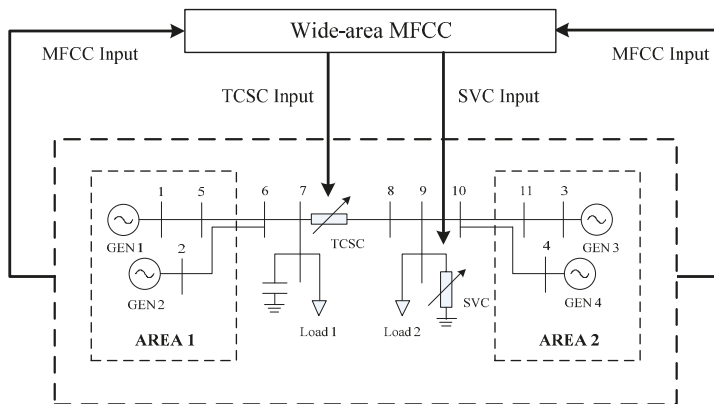 Wide-area MFCC
MFCC Input
MFCC Input
TCSC Input
SVC Input
1
5
6
7
8
9
10
11
3
GEN 1
TCSC
GEN 3
2
4
GEN 2
SVC
GEN 4
Load 1
Load 2
AREA 1
AREA 2